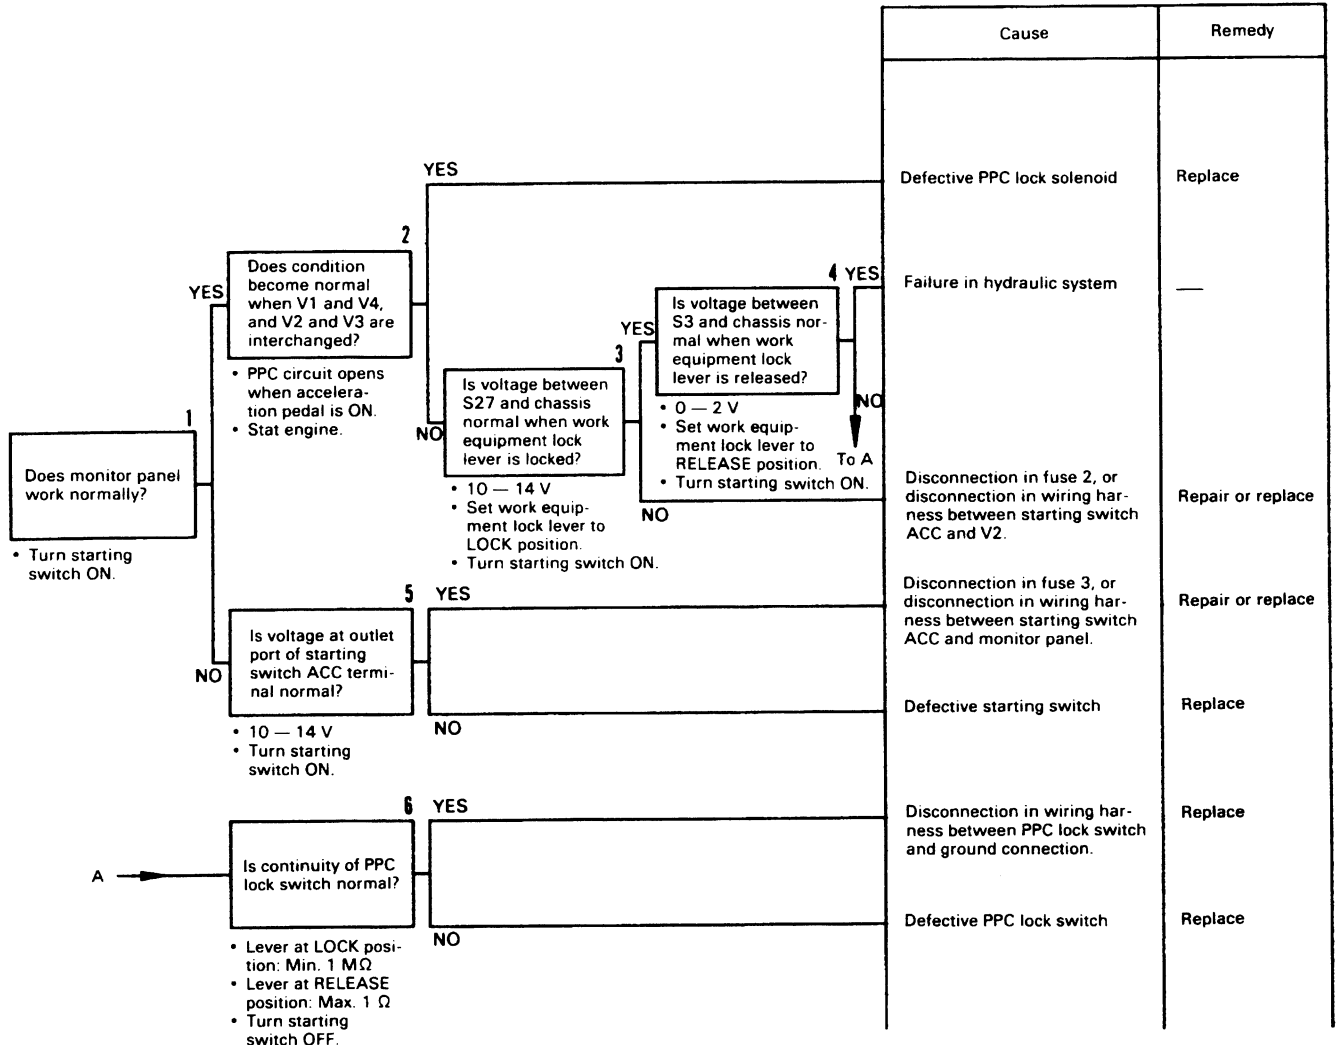 Cause
Remedy
YES
Defective PPC lock solenoid
Replace
2
Does condition
become normal
when V1 and V4,
and V2 and V3 are
interchanged?
YES
• PPC circuit opens
when accelera-
tion pedal is ON.
• Stat engine.
4
YES
Is voltage between
S3 and chassis nor-
mal when work
equipment lock
lever is released?
Failure in hydraulic system
—
YES
3
Is voltage between
S27 and chassis
normal when work
equipment lock
lever is locked?
NO
• 0 — 2 V
• Set work equip-
ment lock lever to
RELEASE position.
• Turn starting switch ON.
NO
To A
1
Does monitor panel
work normally?
• Turn starting
switch ON.
• 10 — 14 V
• Set work equip-
ment lock lever to
LOCK position.
• Turn starting switch ON.
NO
Disconnection in fuse 2, or
disconnection in wiring har-
ness between starting switch
ACC and V2.
Repair or replace
5
YES
Disconnection in fuse 3, or
disconnection in wiring har-
ness between starting switch
ACC and monitor panel.
Repair or replace
NO
Is voltage at outlet
port of starting
switch ACC termi-
nal normal?
• 10 — 14 V
• Turn starting
switch ON.
NO
Defective starting switch
Replace
6
YES
Disconnection in wiring har-
ness between PPC lock switch
and ground connection.
Replace
A
Is continuity of PPC
lock switch normal?
NO
Defective PPC lock switch
Replace
• Lever at LOCK posi-
tion: Min. 1 MΩ
• Lever at RELEASE
position: Max. 1 Ω
• Turn starting
switch OFF.